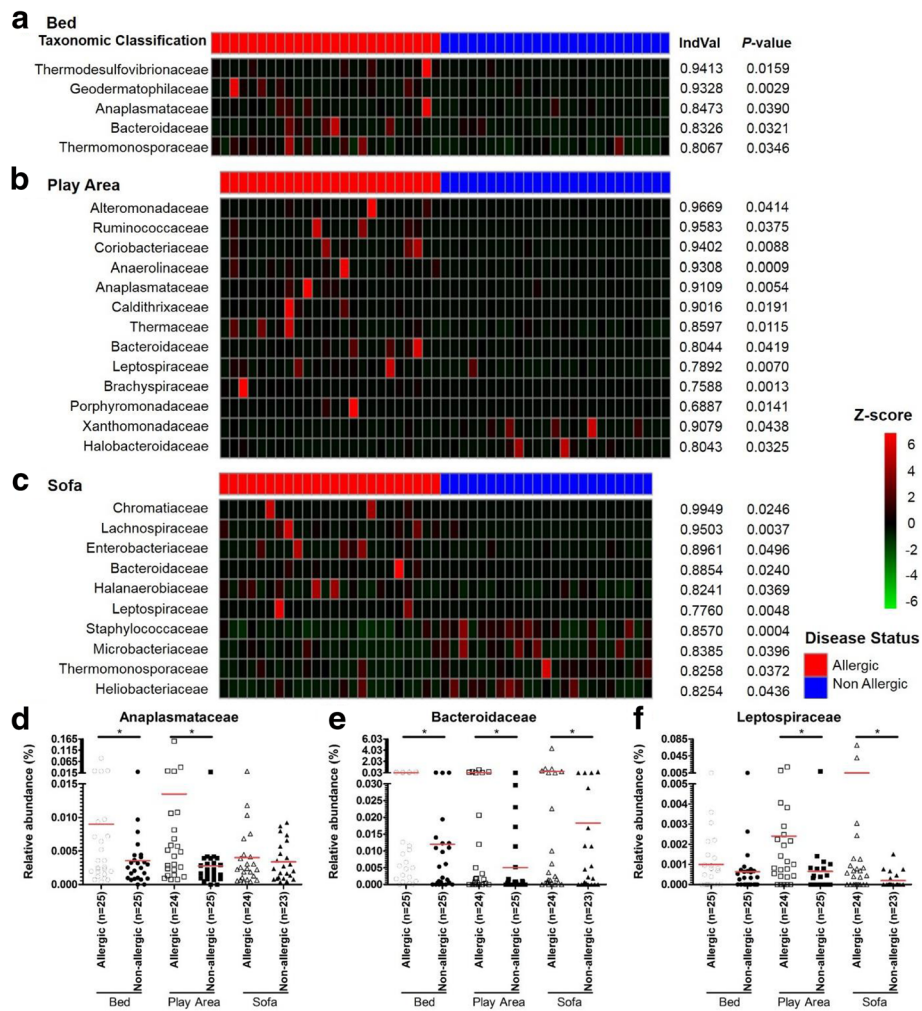 a Bed
Taxonomic Classification IndVal P-value
Thermodesulfovibrionaceae 0.9413 0.0159
Geodermatophilaceae 0.9328 0.0029
Anaplasmataceae 0.8473 0.0390
Bacteroidaceae 0.8326 0.0321
Thermomonosporaceae 0.8067 0.0346
b Play Area
Alteromonadaceae 0.9669 0.0414
Ruminococcaceae 0.9583 0.0375
Coriobacteriaceae 0.9402 0.0088
Anaerolinaceae 0.9308 0.0009
Anaplasmataceae 0.9109 0.0054
Caldithrixaceae 0.9016 0.0191
Thermaceae 0.8597 0.0115
Bacteroidaceae 0.8044 0.0419
Leptospiraceae 0.7892 0.0070
Brachyspiraceae 0.7588 0.0013
Porphyromonadaceae 0.6887 0.0141
Xanthomonadaceae 0.9079 0.0438
Halobacteroidaceae 0.8043 0.0325
Z-score
6
4
2
0
-2
-4
-6
c Sofa
Chromatiaceae 0.9949 0.0246
Lachnospiraceae 0.9503 0.0037
Enterobacteriaceae 0.8961 0.0496
Bacteroidaceae 0.8854 0.0240
Halanaerobiaceae 0.8241 0.0369
Leptospiraceae 0.7760 0.0048
Staphylococcaceae 0.8570 0.0004
Microbacteriaceae 0.8385 0.0396
Thermomonosporaceae 0.8258 0.0372
Heliobacteriaceae 0.8254 0.0436
Disease Status
Allergic
Non Allergic
d Anaplasmataceae
Relative abundance (%)
0.165
0.115
0.065
0.015
0.015
0.010
0.005
0.000
* *
Allergic (n=25)
Non-allergic (n=25)
Allergic (n=24)
Non-allergic (n=25)
Allergic (n=24)
Non-allergic (n=23)
Bed Play Area Sofa
e Bacteroidaceae
Relative abundance (%)
6.03
4.03
2.03
0.03
0.030
0.025
0.020
0.015
0.010
0.005
0.000
* * *
Allergic (n=25)
Non-allergic (n=25)
Allergic (n=24)
Non-allergic (n=25)
Allergic (n=24)
Non-allergic (n=23)
Bed Play Area Sofa
f Leptospiraceae
Relative abundance (%)
0.085
0.045
0.005
0.005
0.004
0.003
0.002
0.001
0.000
* *
Allergic (n=25)
Non-allergic (n=25)
Allergic (n=24)
Non-allergic (n=25)
Allergic (n=24)
Non-allergic (n=23)
Bed Play Area Sofa